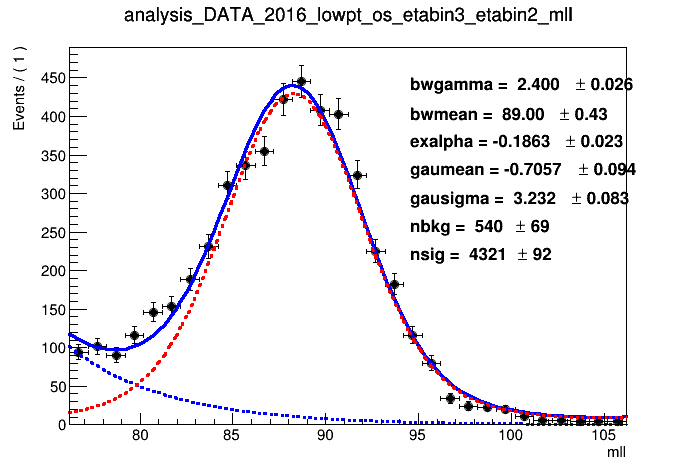 analysis_DATA_2016_lowpt_os_etabin3_etabin2_mll
Events / ( 1 )
450
400
350
300
250
200
150
100
50
0
bwgamma = 2.400 ± 0.026
bwmean = 89.00 ± 0.43
exalpha = -0.1863 ± 0.023
gaumean = -0.7057 ± 0.094
gausigma = 3.232 ± 0.083
nbkg = 540 ± 69
nsig = 4321 ± 92
80 85 90 95 100 105
mll